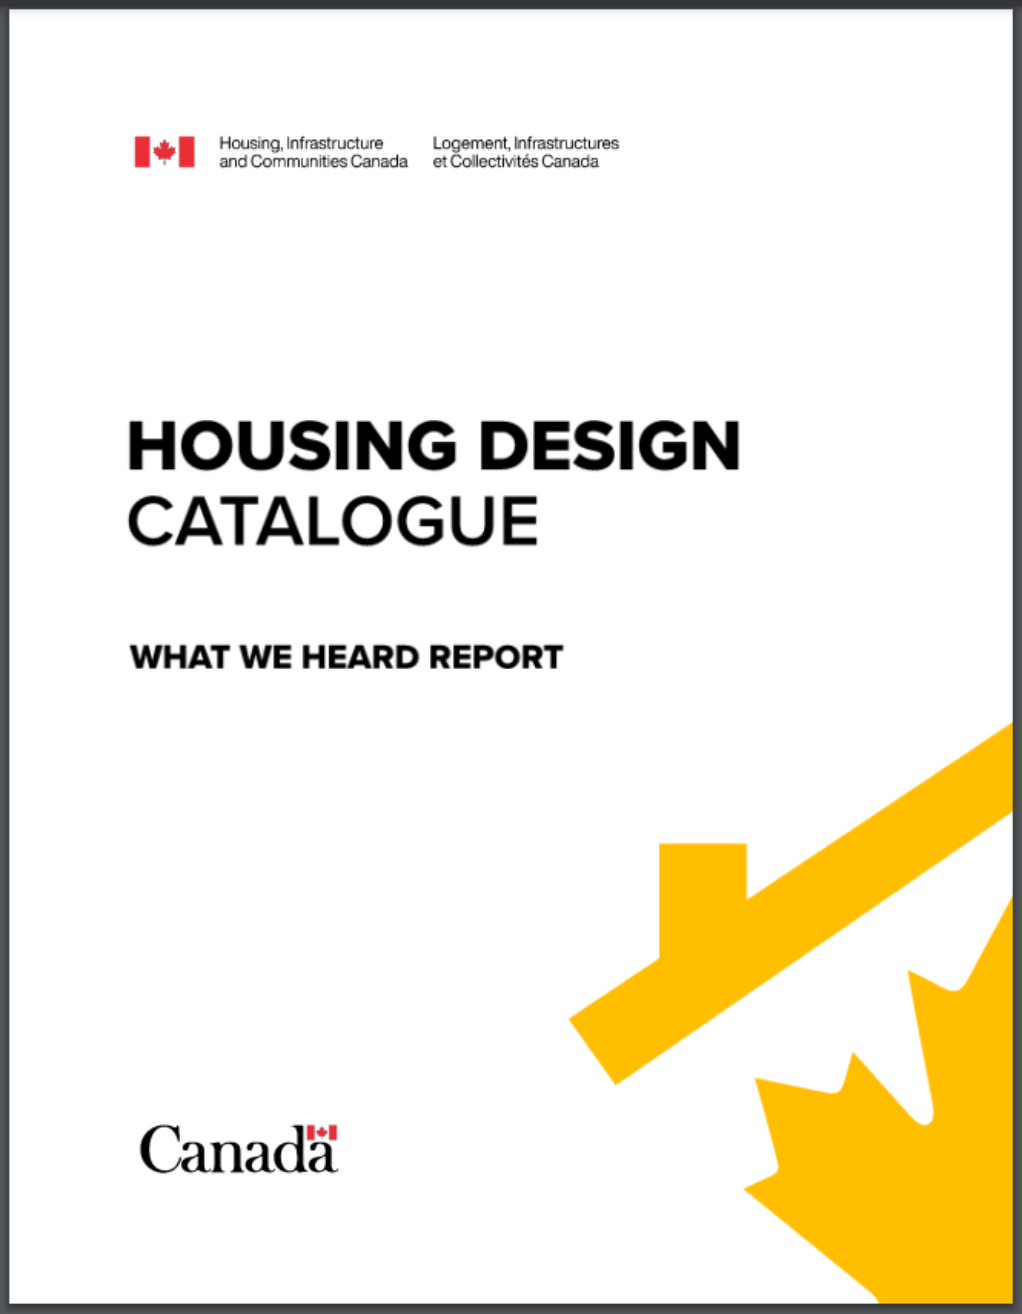 Housing, Infrastructure
and Communities Canada
Logement, Infrastructures
et Collectivités Canada
HOUSING DESIGN
CATALOGUE
WHAT WE HEARD REPORT
Canada